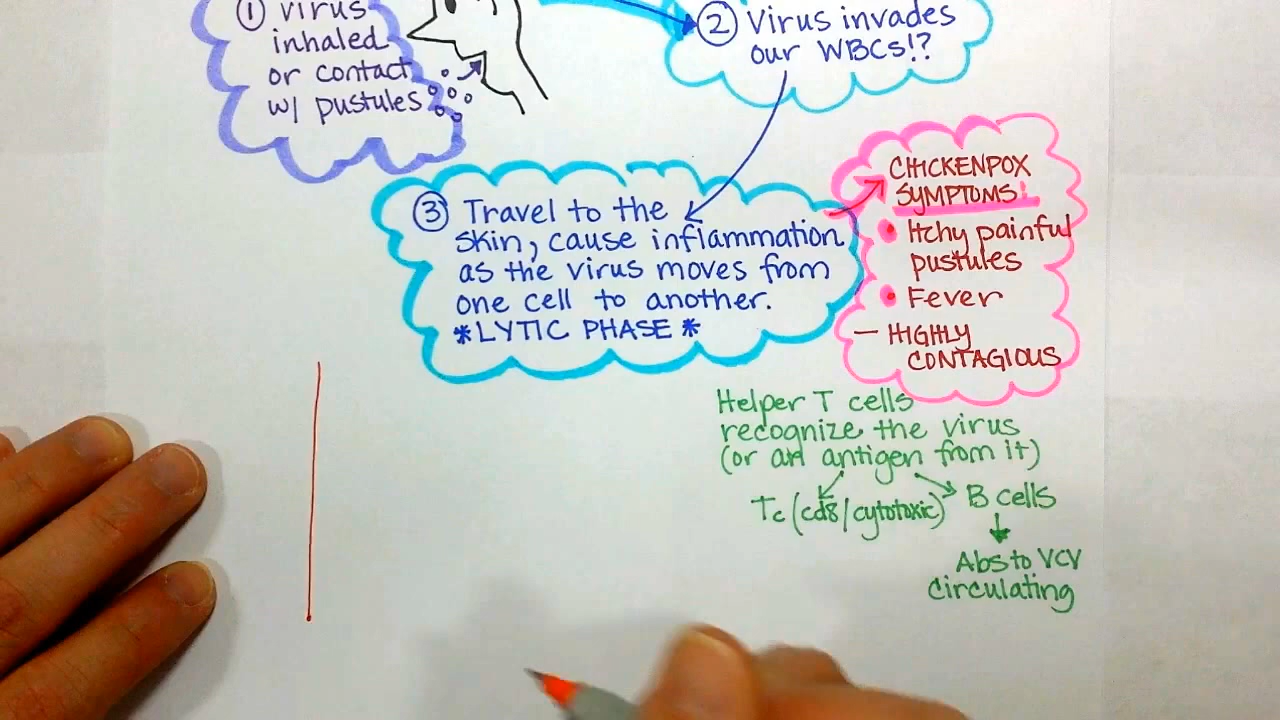 ① Virus
inhaled
or contact
w/ pustules
② Virus invades
our WBCs!?
③ Travel to the
skin, cause inflammation
as the virus moves from
one cell to another.
*LYTIC PHASE*
CHICKENPOX
SYMPTOMS!
• Itchy painful
pustules
• Fever
— HIGHLY
CONTAGIOUS
Helper T cells
recognize the virus
(or an antigen from it)
Tc (cd8/cytotoxic)
B cells
Abs to VCV
circulating